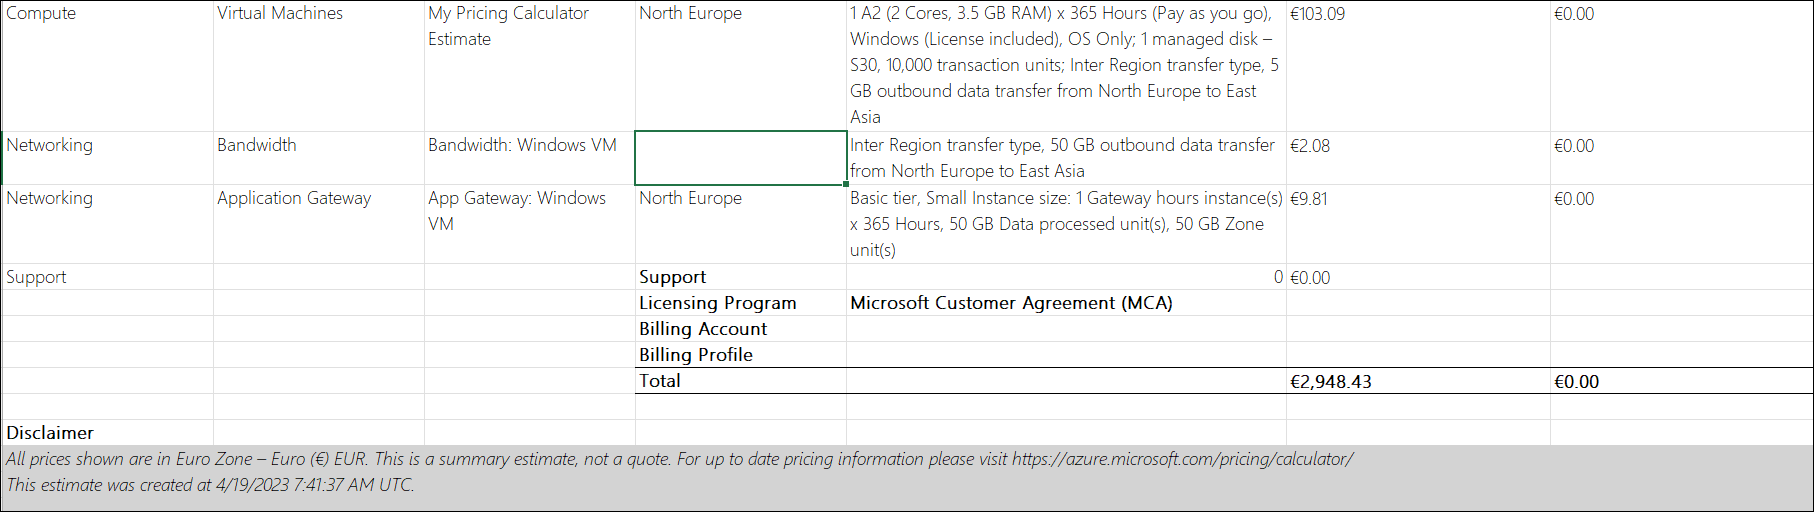 Compute Virtual Machines My Pricing Calculator North Europe 1 A2 (2 Cores, 3.5 GB RAM) x 365 Hours (Pay as you go), €103.09 €0.00
Estimate Windows (License included), OS Only; 1 managed disk –
S30, 10,000 transaction units; Inter Region transfer type, 5
GB outbound data transfer from North Europe to East
Asia
Networking Bandwidth Bandwidth: Windows VM Inter Region transfer type, 50 GB outbound data transfer €2.08 €0.00
from North Europe to East Asia
Networking Application Gateway App Gateway: Windows North Europe Basic tier, Small Instance size: 1 Gateway hours instance(s) €9.81 €0.00
VM x 365 Hours, 50 GB Data processed unit(s), 50 GB Zone
unit(s)
Support Support 0 €0.00
Licensing Program Microsoft Customer Agreement (MCA)
Billing Account
Billing Profile
Total €2,948.43 €0.00
Disclaimer
All prices shown are in Euro Zone – Euro (€) EUR. This is a summary estimate, not a quote. For up to date pricing information please visit https://azure.microsoft.com/pricing/calculator/
This estimate was created at 4/19/2023 7:41:37 AM UTC.